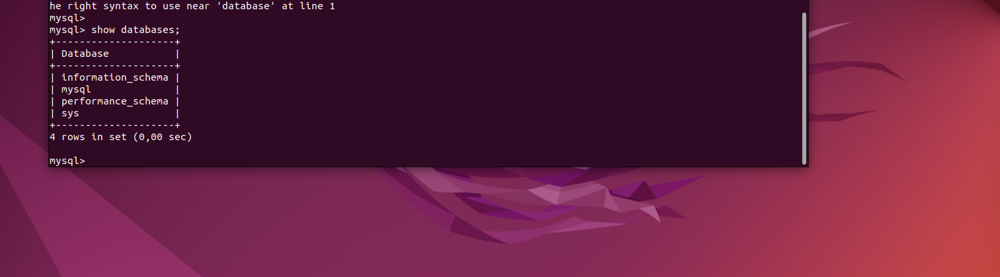 he right syntax to use near 'database' at line 1
mysql>
mysql> show databases;
+--------------------+
| Database           |
+--------------------+
| information_schema |
| mysql              |
| performance_schema |
| sys                |
+--------------------+
4 rows in set (0,00 sec)
mysql>